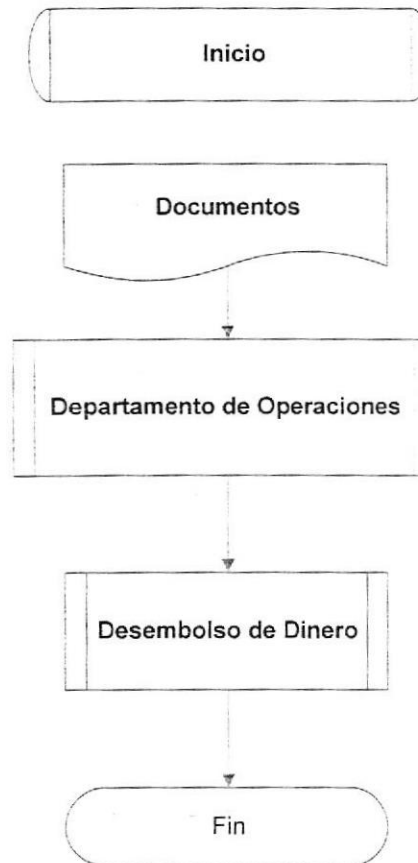 Inicio
Documentos
Departamento de Operaciones
Desembolso de Dinero
Fin